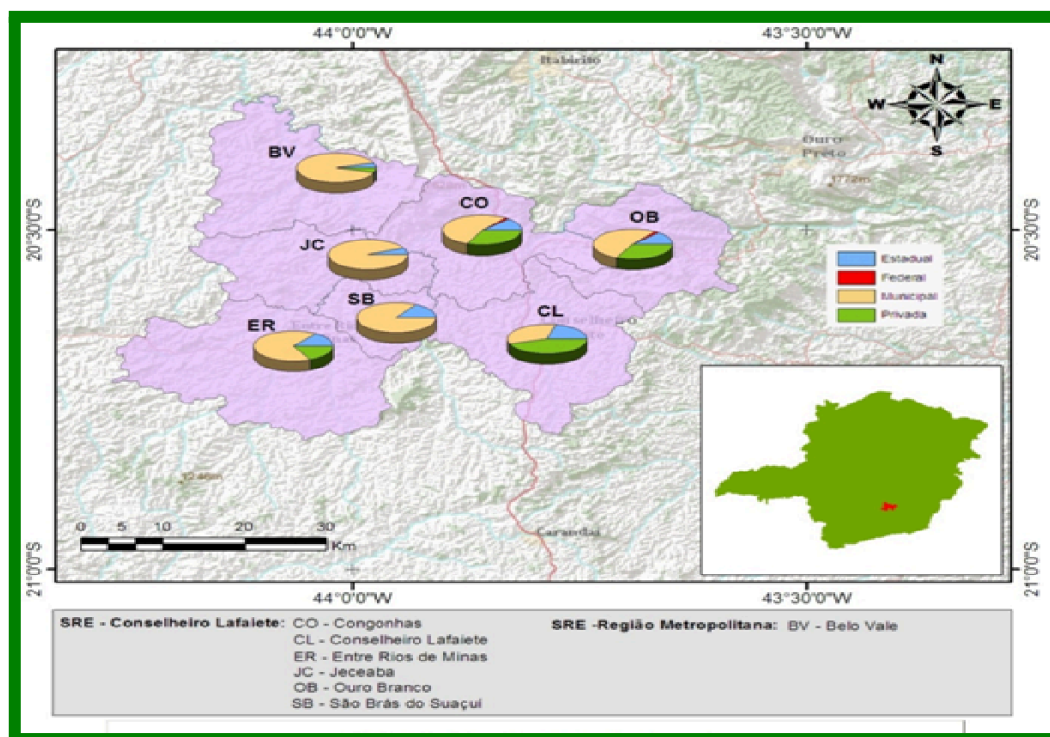 44°0'0"W 43°30'0"W
Itabirito
N
W E
S
Ouro
Preto
1772m
BV
CO
OB
20°30'0"S 20°30'0"S
JC
Estadual
Federal
Municipal
Privada
SB
CL
ER
1246m
0 5 10 20 30
Km
Carandaí
21°0'0"S 21°0'0"S
44°0'0"W 43°30'0"W
SRE - Conselheiro Lafaiete: CO - Congonhas SRE -Região Metropolitana: BV - Belo Vale
CL - Conselheiro Lafaiete
ER - Entre Rios de Minas
JC - Jeceaba
OB - Ouro Branco
SB - São Brás do Suaçuí